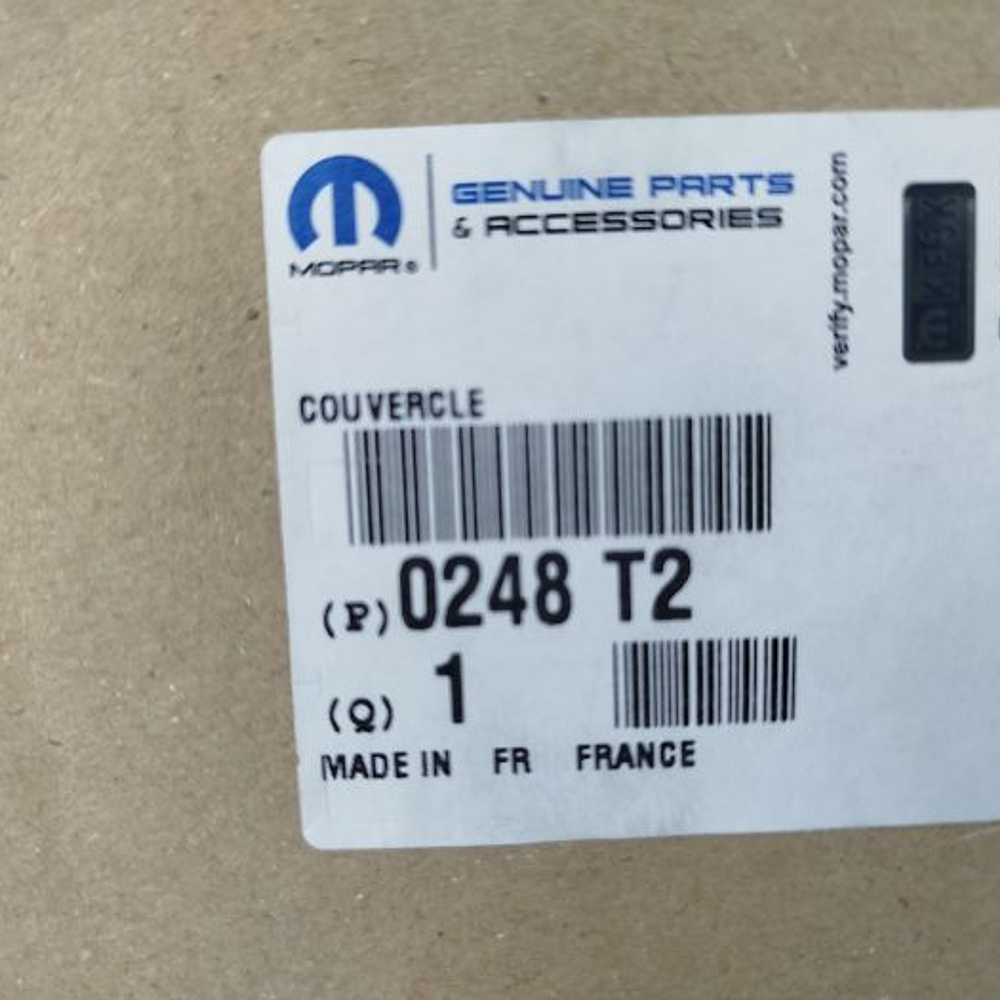 MOPAR®
GENUINE PARTS
& ACCESSORIES
verify.mopar.com
COUVERCLE
(P) 0248 T2
(Q) 1
MADE IN FR FRANCE